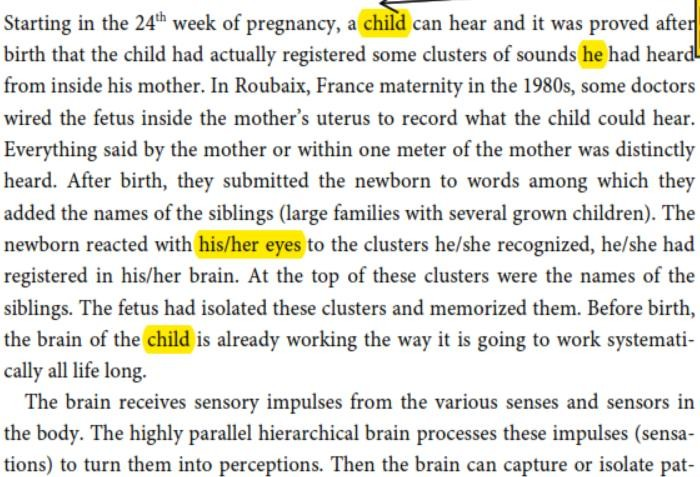 Starting in the 24th week of pregnancy, a child can hear and it was proved after
birth that the child had actually registered some clusters of sounds he had heard
from inside his mother. In Roubaix, France maternity in the 1980s, some doctors
wired the fetus inside the mother's uterus to record what the child could hear.
Everything said by the mother or within one meter of the mother was distinctly
heard. After birth, they submitted the newborn to words among which they
added the names of the siblings (large families with several grown children). The
newborn reacted with his/her eyes to the clusters he/she recognized, he/she had
registered in his/her brain. At the top of these clusters were the names of the
siblings. The fetus had isolated these clusters and memorized them. Before birth,
the brain of the child is already working the way it is going to work systemati-
cally all life long.
The brain receives sensory impulses from the various senses and sensors in
the body. The highly parallel hierarchical brain processes these impulses (sensa-
tions) to turn them into perceptions. Then the brain can capture or isolate pat-